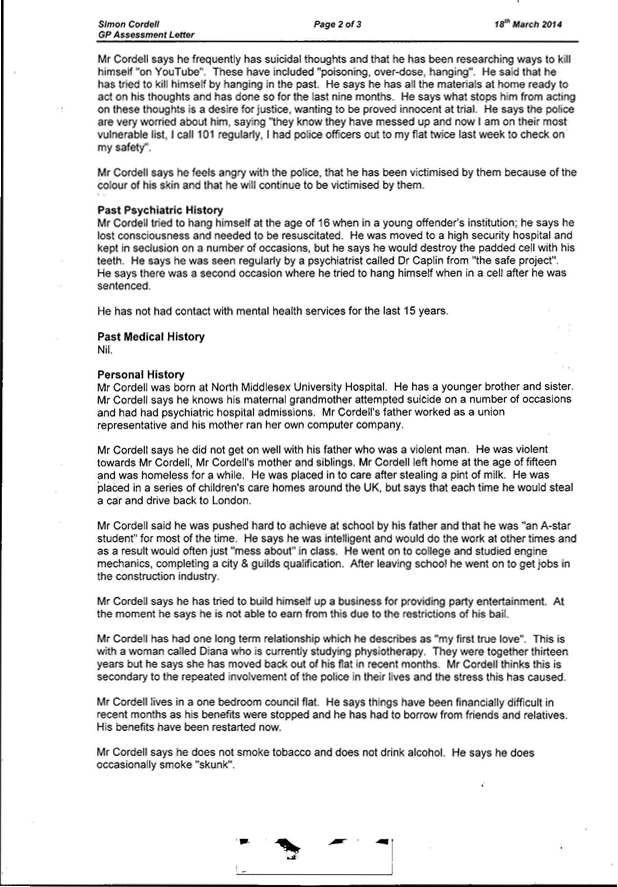 Simon Cordell Page 2 of 3 18th March 2014
GP Assessment Letter
Mr Cordell says he frequently has suicidal thoughts and that he has been researching ways to kill
himself "on YouTube". These have included "poisoning, over-dose, hanging". He said that he
has tried to kill himself by hanging in the past. He says he has all the materials at home ready to
act on his thoughts and has done so for the last nine months. He says what stops him from acting
on these thoughts is a desire for justice, wanting to be proved innocent at trial. He says the police
are very worried about him, saying "they know they have messed up and now I am on their most
vulnerable list, I call 101 regularly, I had police officers out to my flat twice last week to check on
my safety".
Mr Cordell says he feels angry with the police, that he has been victimised by them because of the
colour of his skin and that he will continue to be victimised by them.
Past Psychiatric History
Mr Cordell tried to hang himself at the age of 16 when in a young offender's institution; he says he
lost consciousness and needed to be resuscitated. He was moved to a high security hospital and
kept in seclusion on a number of occasions, but he says he would destroy the padded cell with his
teeth. He says he was seen regularly by a psychiatrist called Dr Caplin from "the safe project".
He says there was a second occasion where he tried to hang himself when in a cell after he was
sentenced.
He has not had contact with mental health services for the last 15 years.
Past Medical History
Nil.
Personal History
Mr Cordell was born at North Middlesex University Hospital. He has a younger brother and sister.
Mr Cordell says he knows his maternal grandmother attempted suicide on a number of occasions
and had had psychiatric hospital admissions. Mr Cordell's father worked as a union
representative and his mother ran her own computer company.
Mr Cordell says he did not get on well with his father who was a violent man. He was violent
towards Mr Cordell, Mr Cordell's mother and siblings. Mr Cordell left home at the age of fifteen
and was homeless for a while. He was placed in to care after stealing a pint of milk. He was
placed in a series of children's care homes around the UK, but says that each time he would steal
a car and drive back to London.
Mr Cordell said he was pushed hard to achieve at school by his father and that he was "an A-star
student" for most of the time. He says he was intelligent and would do the work at other times and
as a result would often just "mess about" in class. He went on to college and studied engine
mechanics, completing a city & guilds qualification. After leaving school he went on to get jobs in
the construction industry.
Mr Cordell says he has tried to build himself up a business for providing party entertainment. At
the moment he says he is not able to earn from this due to the restrictions of his bail.
Mr Cordell has had one long term relationship which he describes as "my first true love". This is
with a woman called Diana who is currently studying physiotherapy. They were together thirteen
years but he says she has moved back out of his flat in recent months. Mr Cordell thinks this is
secondary to the repeated involvement of the police in their lives and the stress this has caused.
Mr Cordell lives in a one bedroom council flat. He says things have been financially difficult in
recent months as his benefits were stopped and he has had to borrow from friends and relatives.
His benefits have been restarted now.
Mr Cordell says he does not smoke tobacco and does not drink alcohol. He says he does
occasionally smoke "skunk".